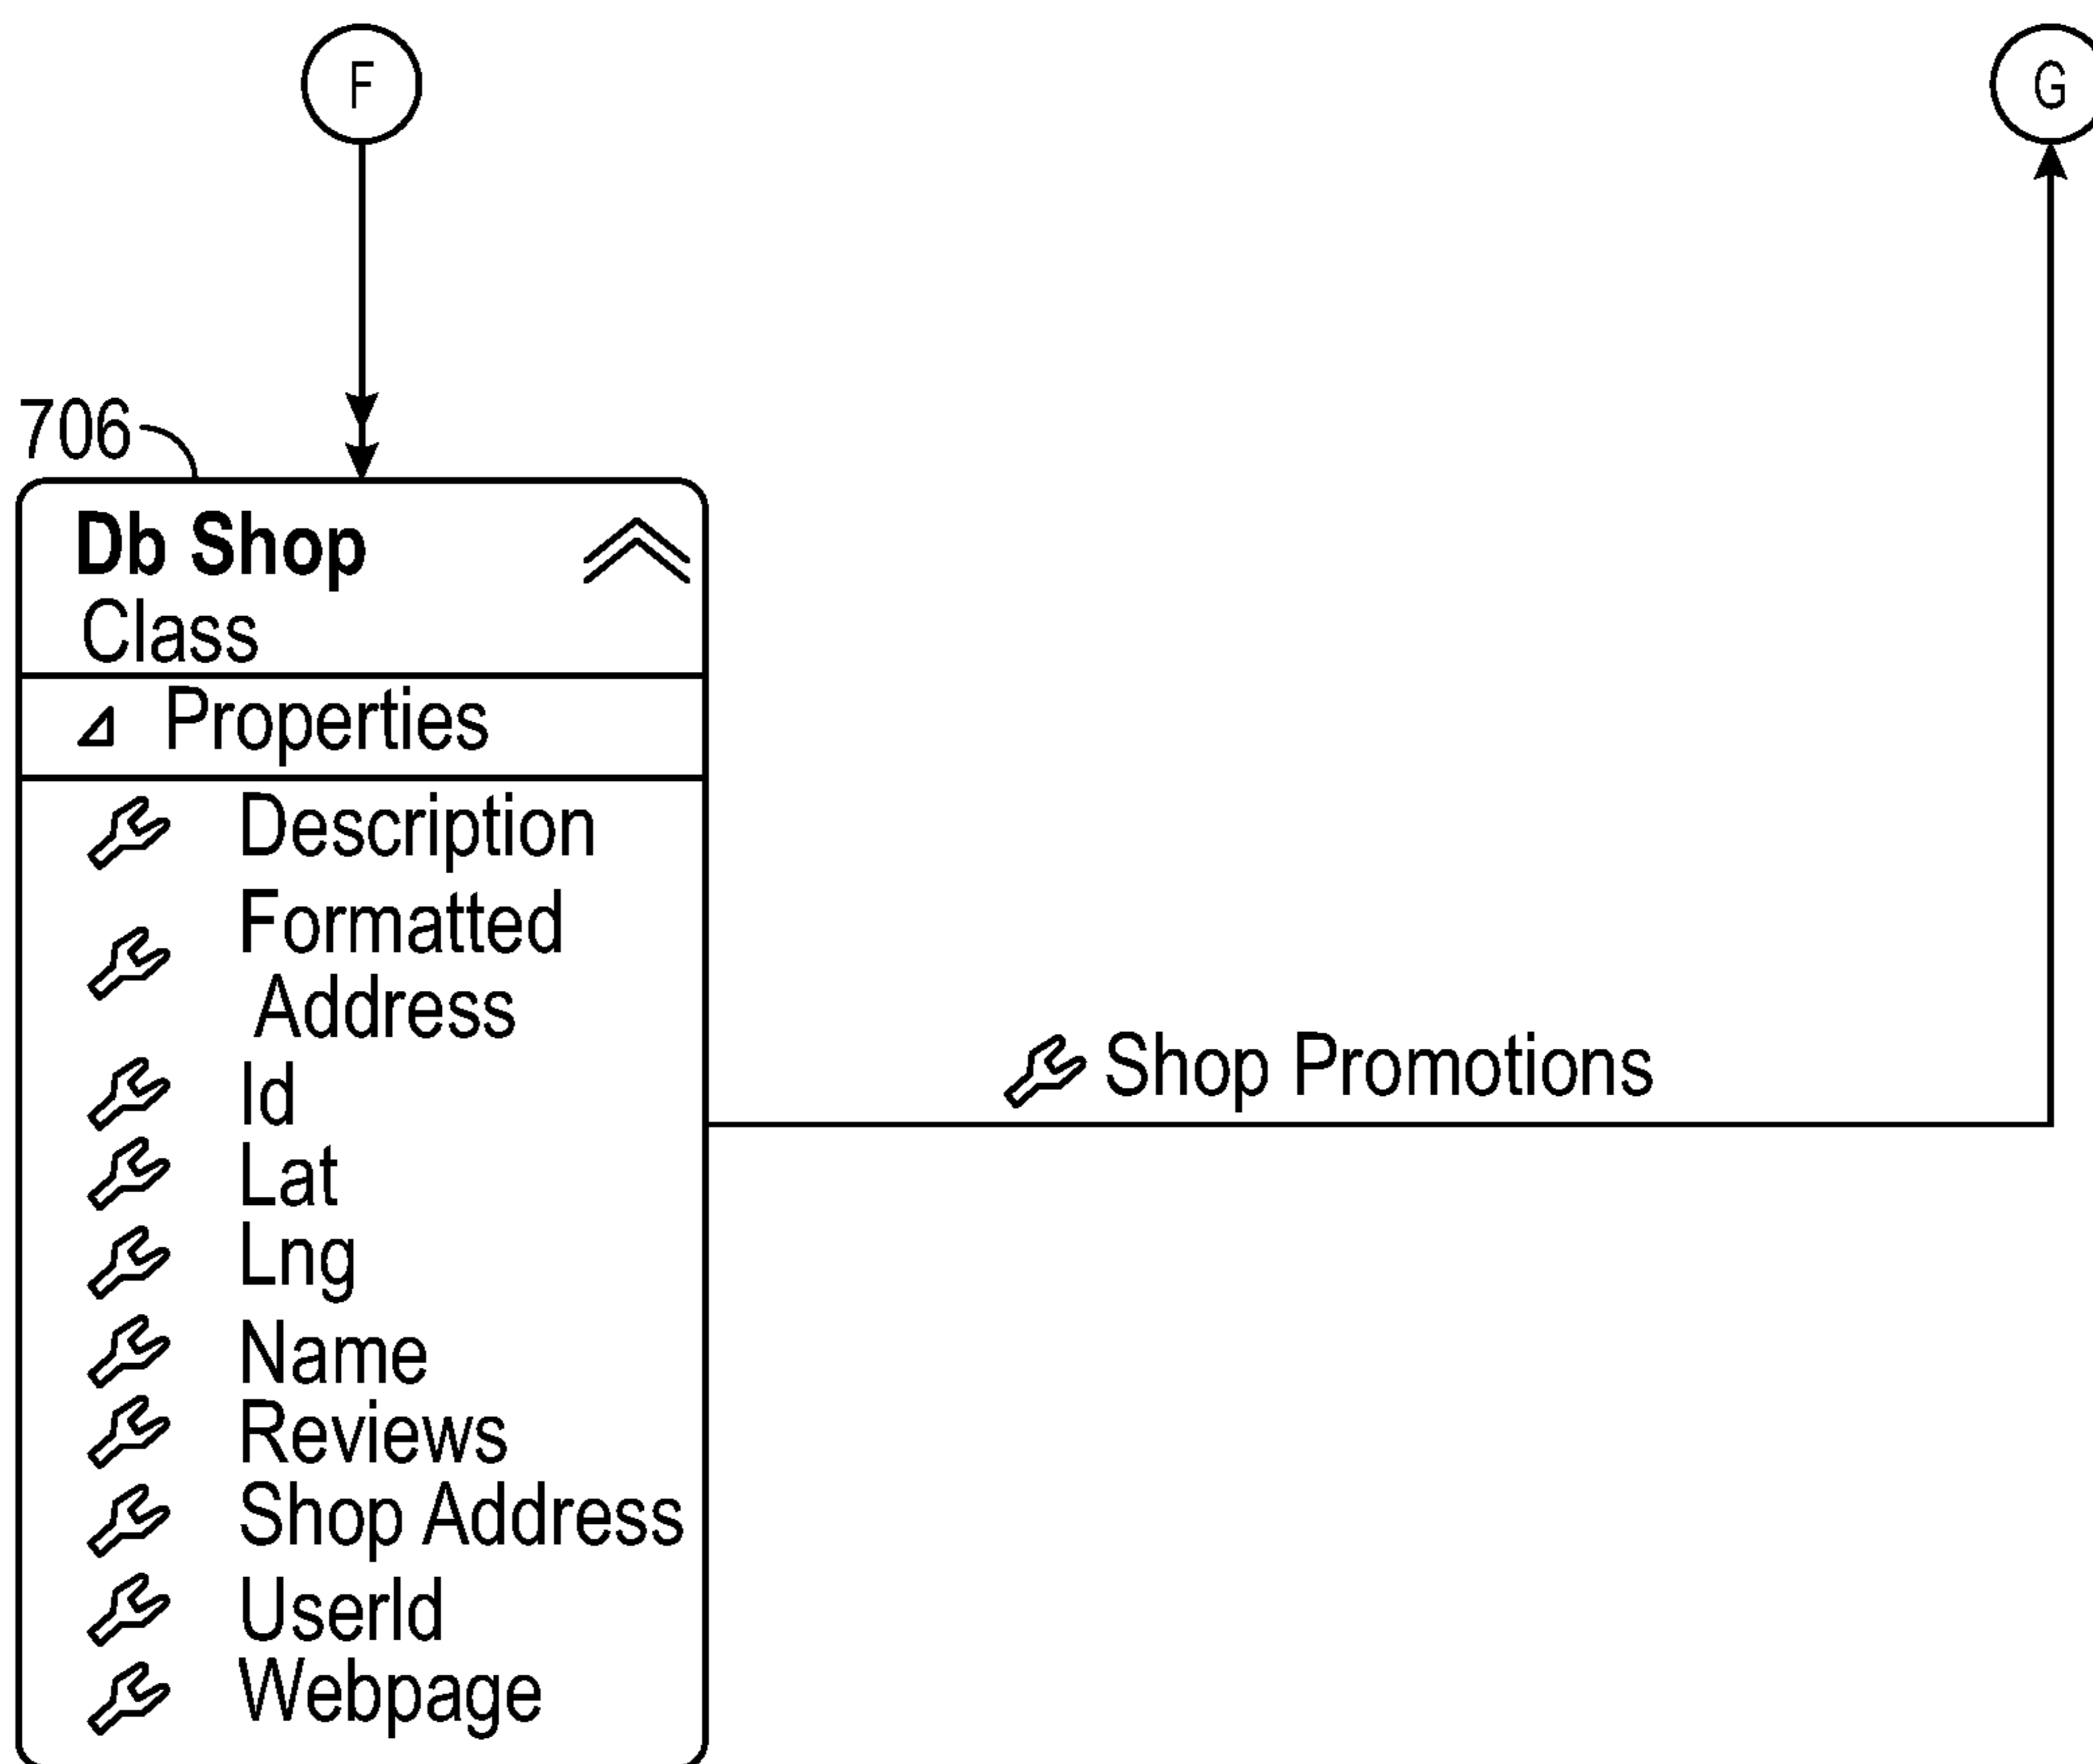 F
G
706
Db Shop
Class
Properties
Description
Formatted
Address
Id
Lat
Lng
Name
Reviews
Shop Address
UserId
Webpage
Shop Promotions